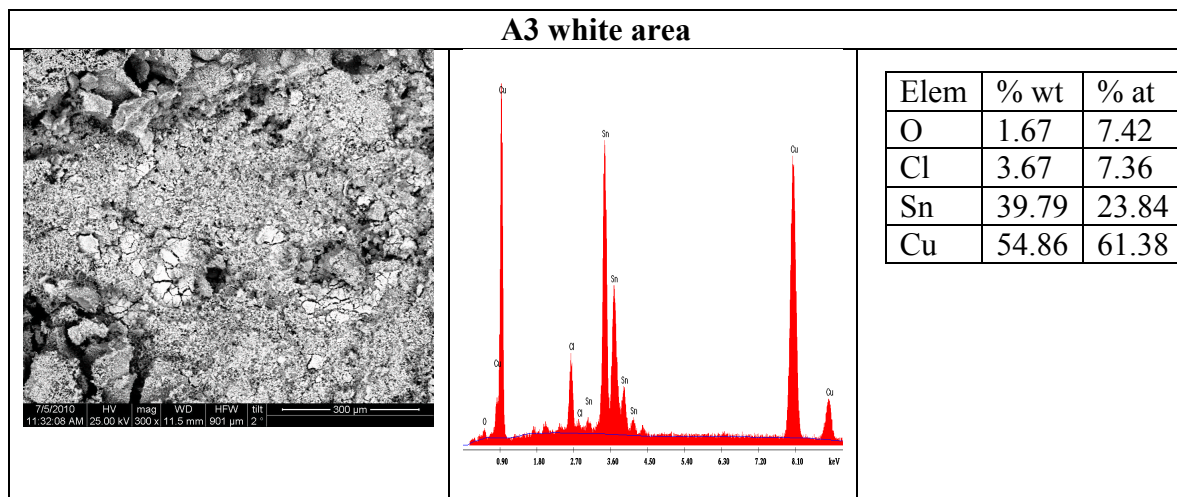 A3 white area
7/5/2010 HV mag WD HFW tilt 300 µm
11:32:08 AM 25.00 kV 300 x 11.5 mm 901 µm 2 °
Cu
Sn
Cu
Sn
Cl
Cu
Sn
Cu
O
Cl
Sn
Sn
0.90 1.80 2.70 3.60 4.50 5.40 6.30 7.20 8.10 keV
Elem % wt % at
O 1.67 7.42
Cl 3.67 7.36
Sn 39.79 23.84
Cu 54.86 61.38